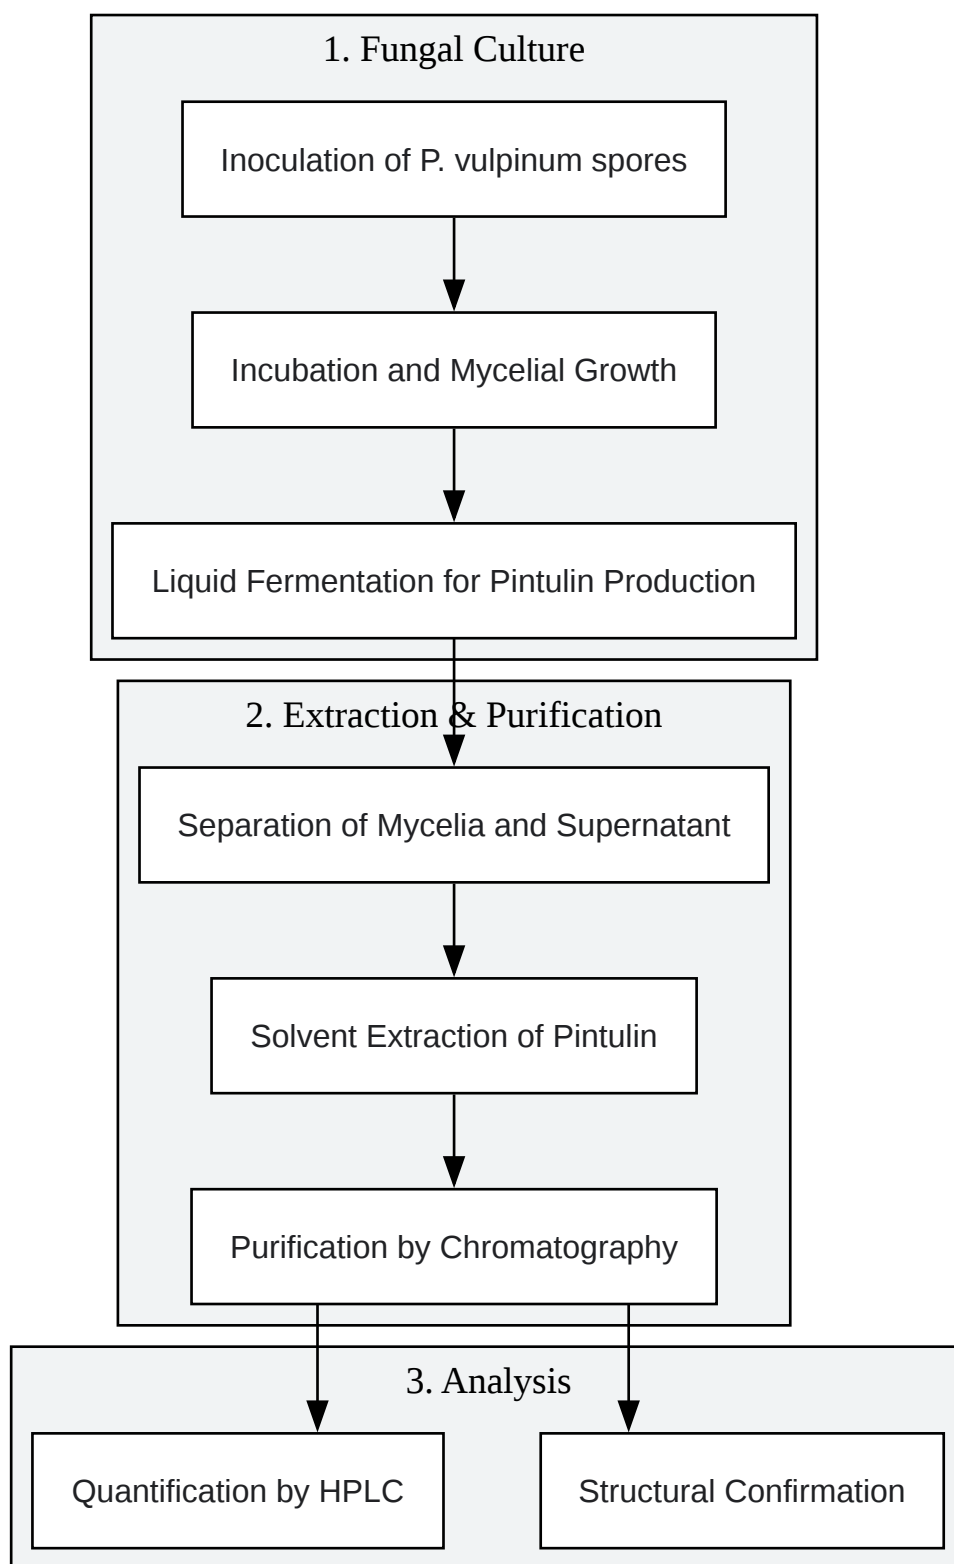 1. Fungal Culture
Inoculation of P. vulpinum spores
Incubation and Mycelial Growth
Liquid Fermentation for Pintulin Production
2. Extraction & Purification
Separation of Mycelia and Supernatant
Solvent Extraction of Pintulin
Purification by Chromatography
3. Analysis
Quantification by HPLC
Structural Confirmation